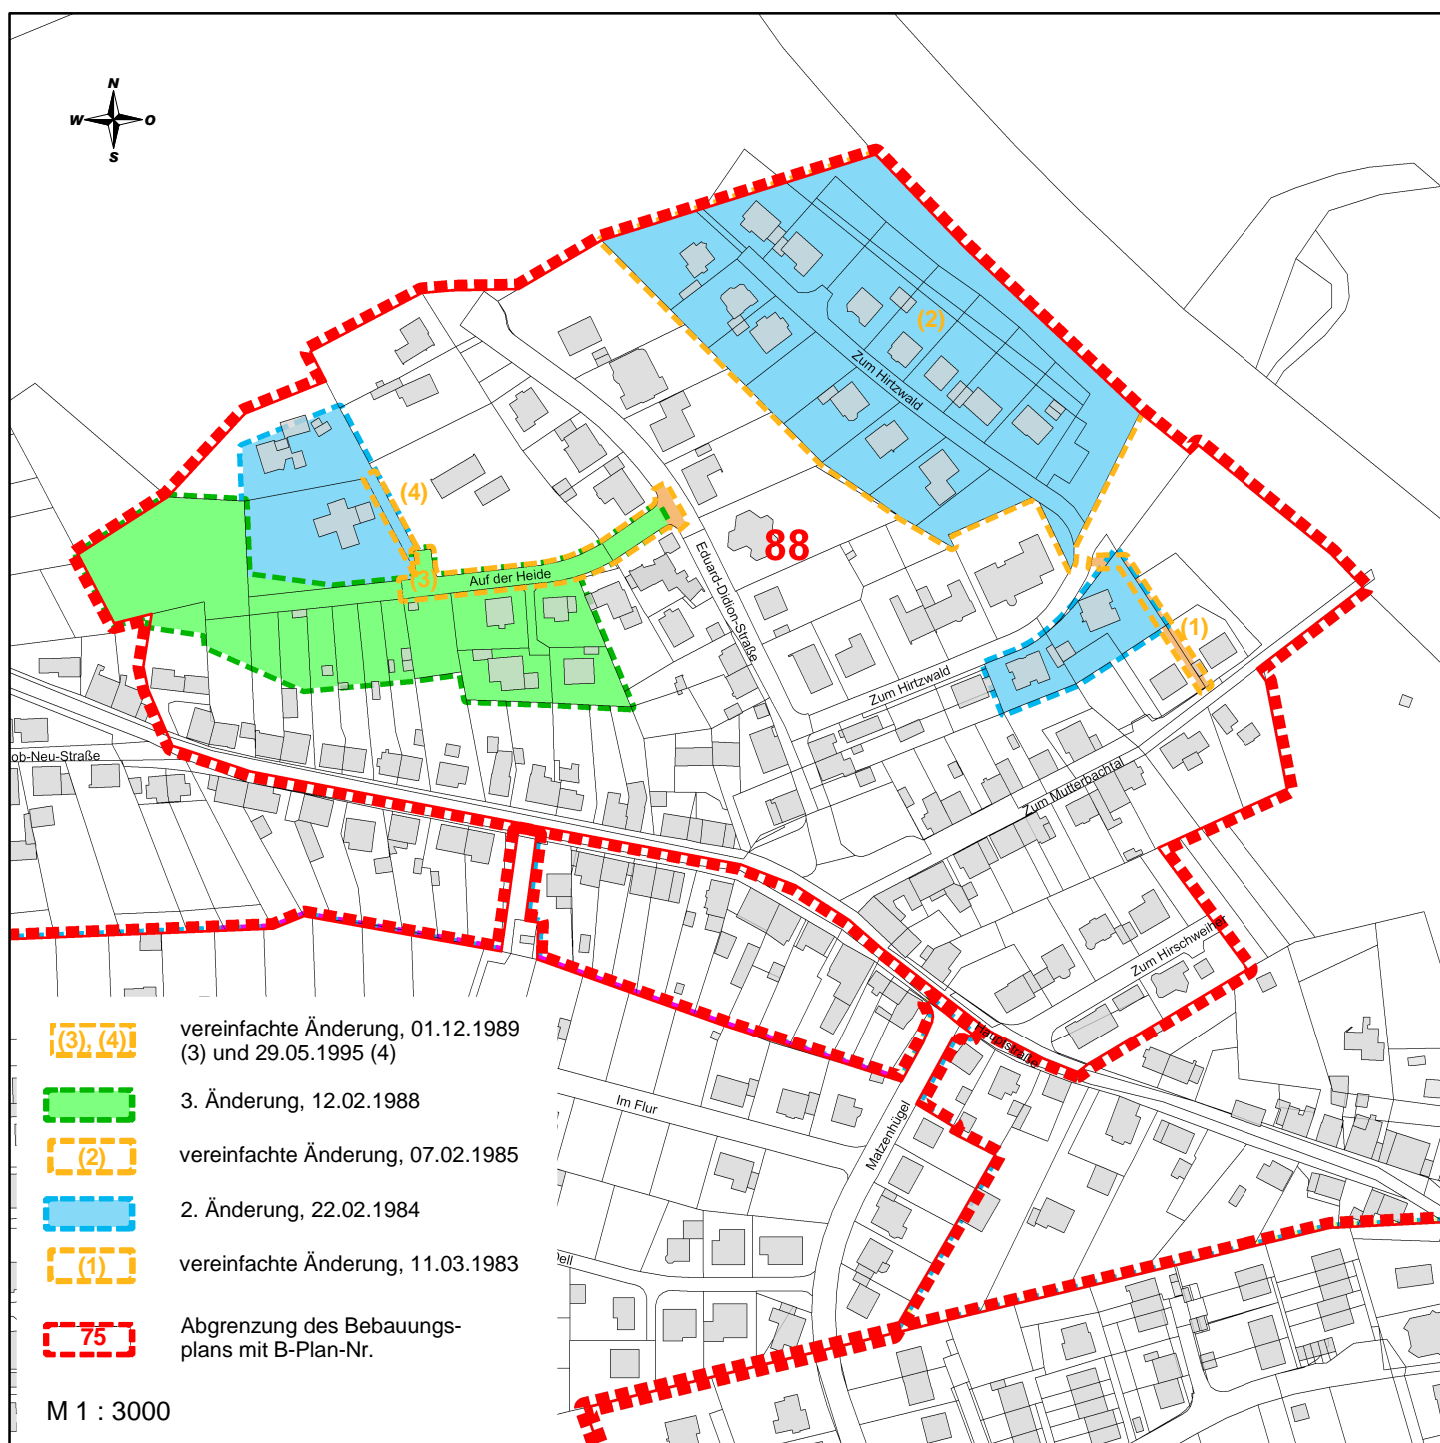 N
W O
S
(2)
Zum Hirtzwald
(4)
88
(3)
Auf der Heide
Eduard-Didion-Straße
(1)
Zum Hirtzwald
ob-Neu-Straße
Zum Mutterbachtal
Zum Hirschweiher
Hauptstraße
Im Flur
Matzenhügel
Dell
(3), (4)
vereinfachte Änderung, 01.12.1989
(3) und 29.05.1995 (4)
3. Änderung, 12.02.1988
(2)
vereinfachte Änderung, 07.02.1985
2. Änderung, 22.02.1984
(1)
vereinfachte Änderung, 11.03.1983
75
Abgrenzung des Bebauungs-
plans mit B-Plan-Nr.
M 1 : 3000